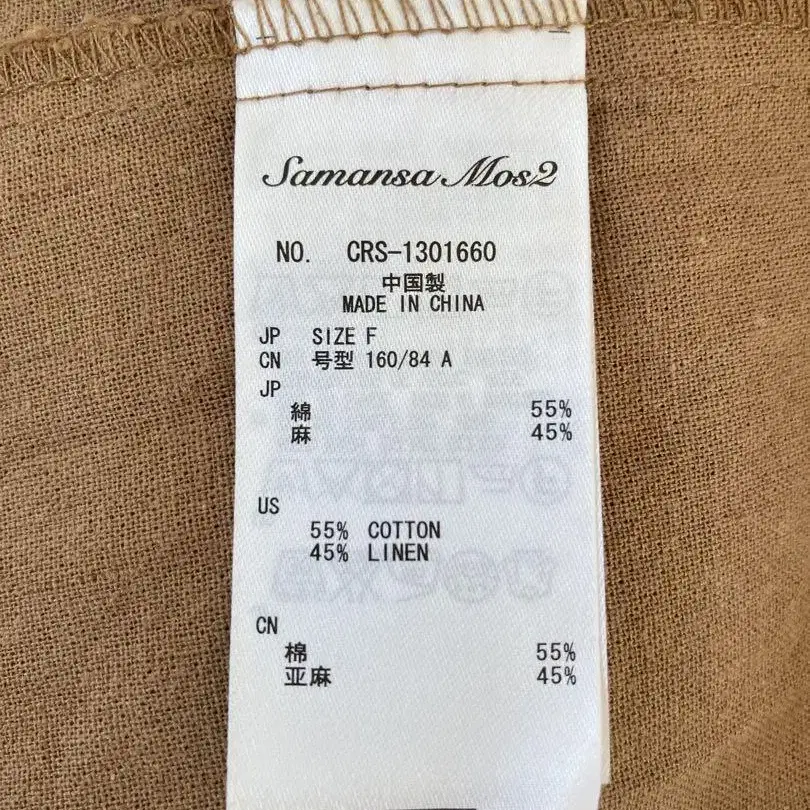 Samansa Mos2
NO. CRS-1301660
中国製
MADE IN CHINA
JP SIZE F
CN 号型 160/84 A
JP
綿 55%
麻 45%
US
55% COTTON
45% LINEN
CN
棉 55%
亚麻 45%